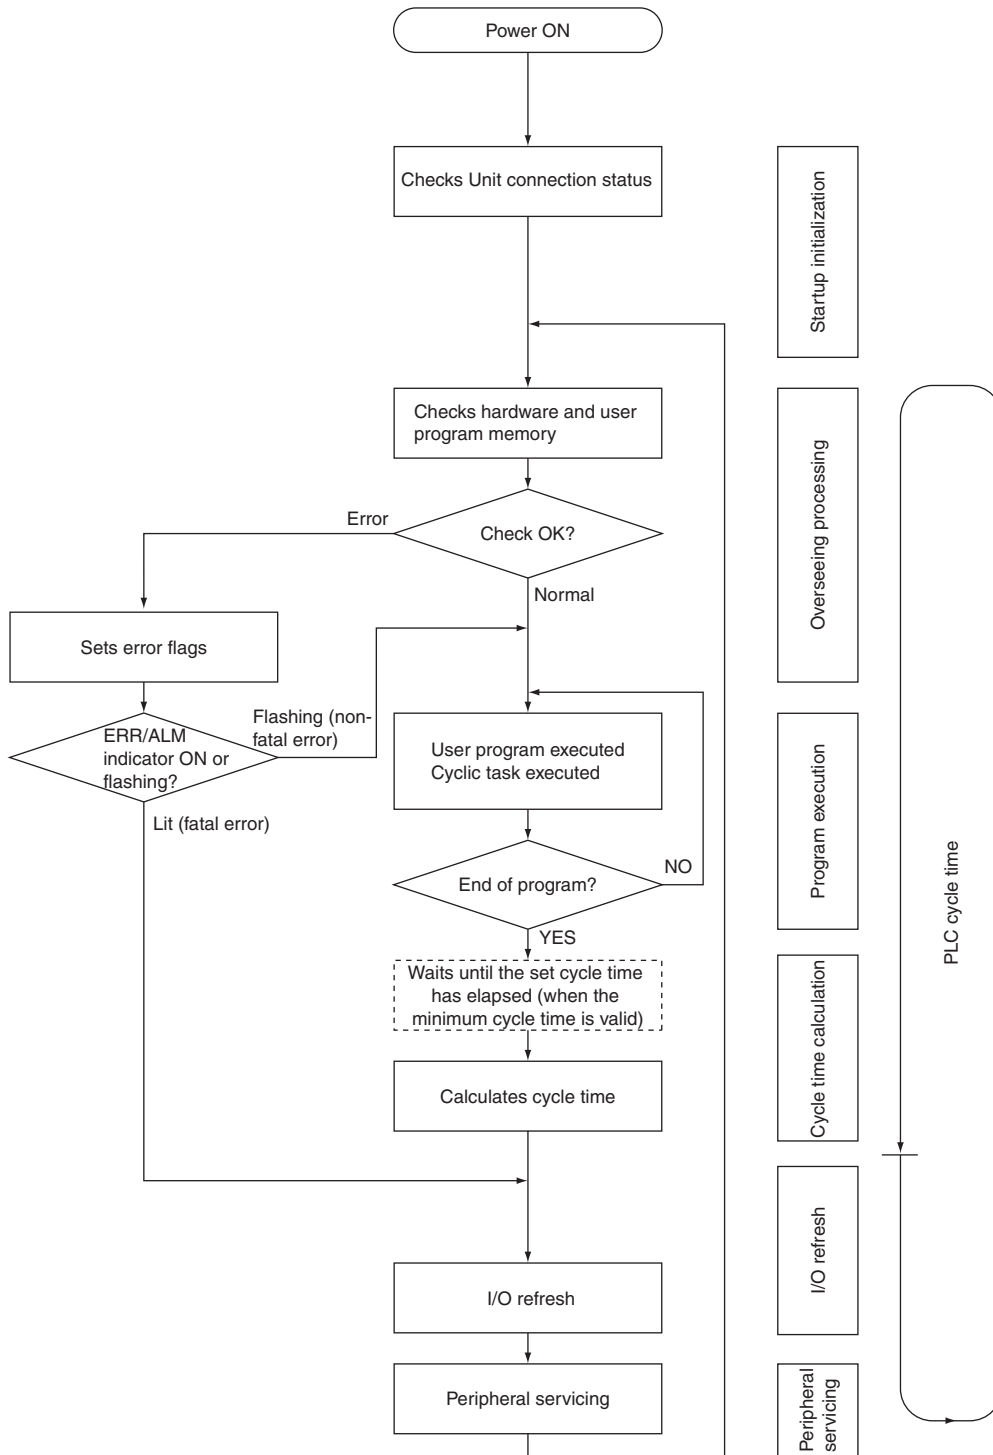 Power ON
Checks Unit connection status
Startup initialization
Checks hardware and user
program memory
Error
Check OK?
Normal
Overseeing processing
Sets error flags
ERR/ALM
indicator ON or
flashing?
Flashing (non-
fatal error)
Lit (fatal error)
User program executed
Cyclic task executed
NO
End of program?
YES
Program execution
Waits until the set cycle time
has elapsed (when the
minimum cycle time is valid)
Calculates cycle time
Cycle time calculation
PLC cycle time
I/O refresh
I/O refresh
Peripheral servicing
Peripheral
servicing